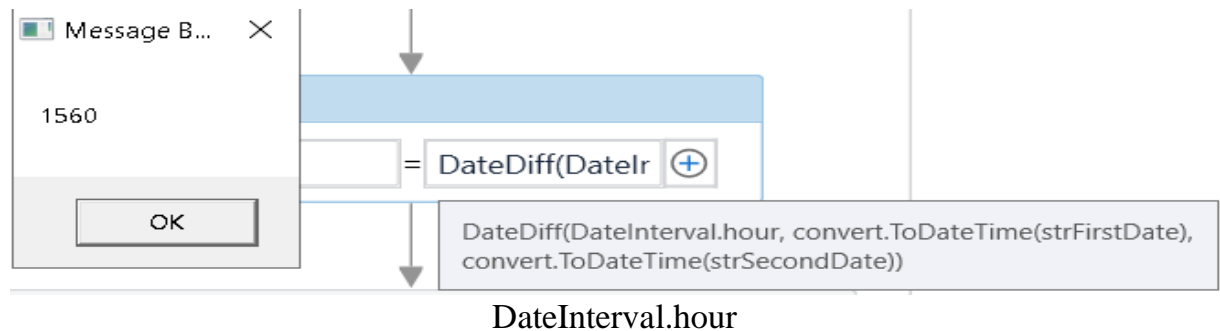 Message B...
1560
= DateDiff(DateIr
OK
DateDiff(DateInterval.hour, convert.ToDateTime(strFirstDate),
convert.ToDateTime(strSecondDate))
DateInterval.hour